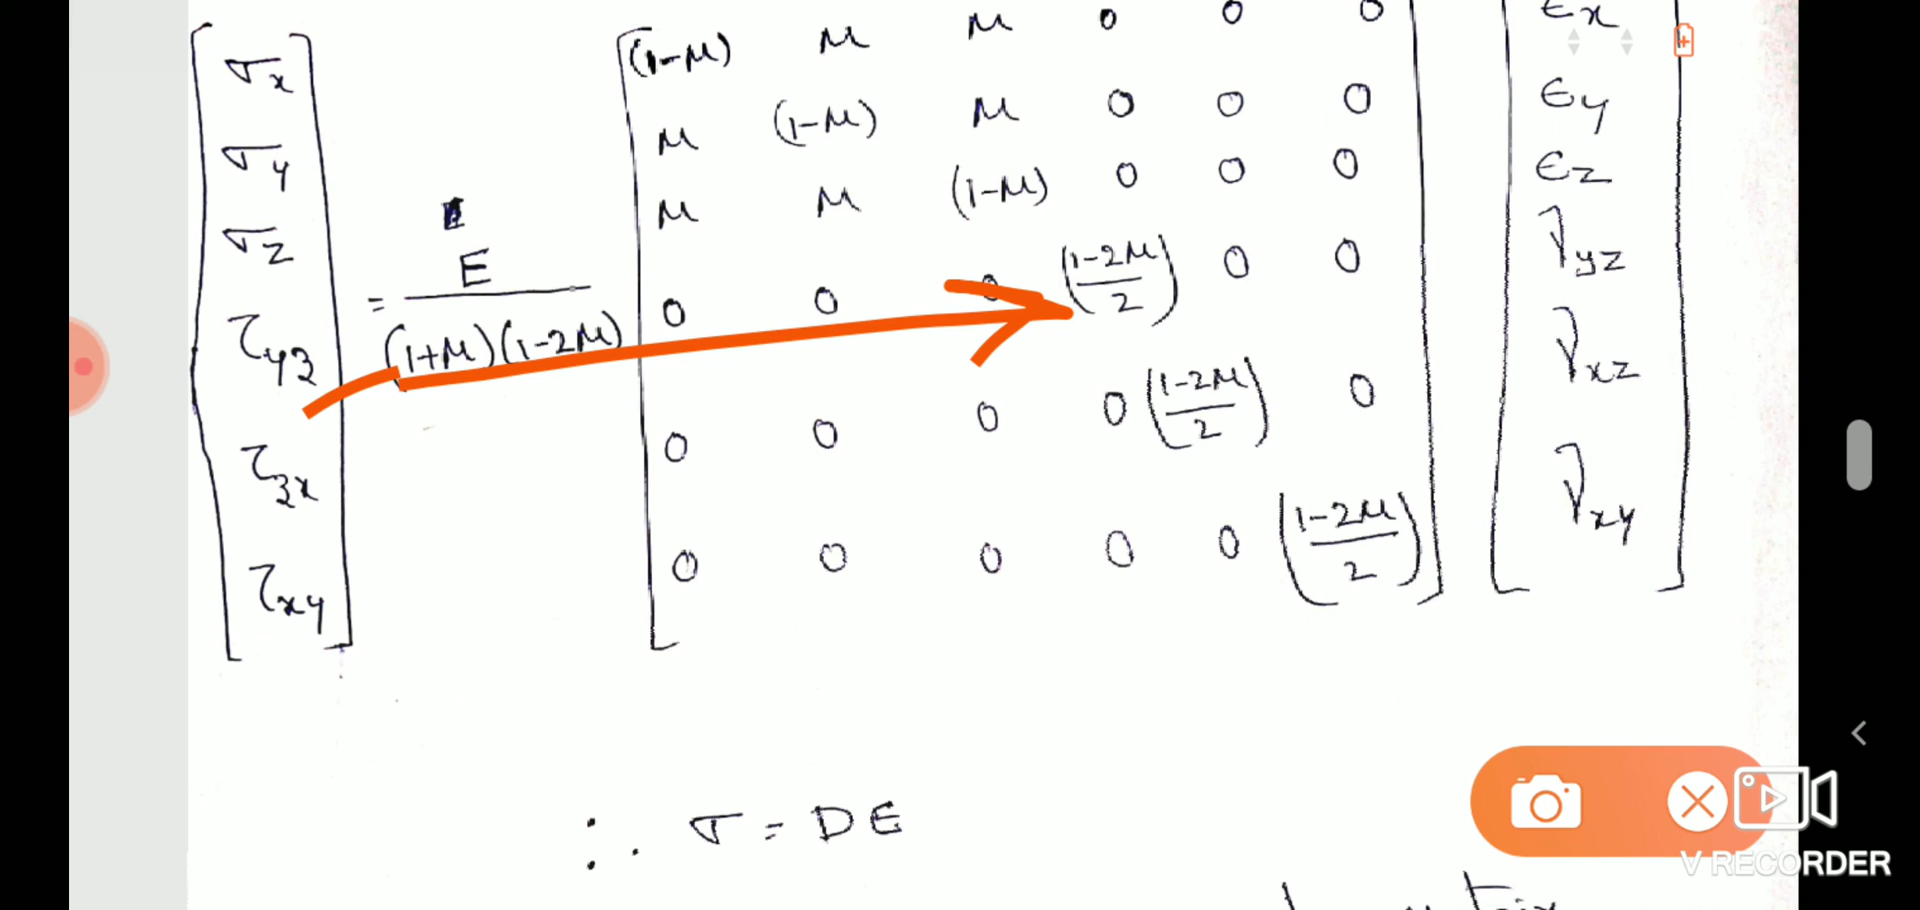 [σx] = E/((1+μ)(1-2μ)) [(1-μ) μ μ 0 0 0] [εx]
[σy] [μ (1-μ) μ 0 0 0] [εy]
[σz] [μ μ (1-μ) 0 0 0] [εz]
[τyz] [0 0 0 ((1-2μ)/2) 0 0] [γyz]
[τzx] [0 0 0 0 ((1-2μ)/2) 0] [γxz]
[τxy] [0 0 0 0 0 ((1-2μ)/2)] [γxy]
∴ σ = Dε
V RECORDER